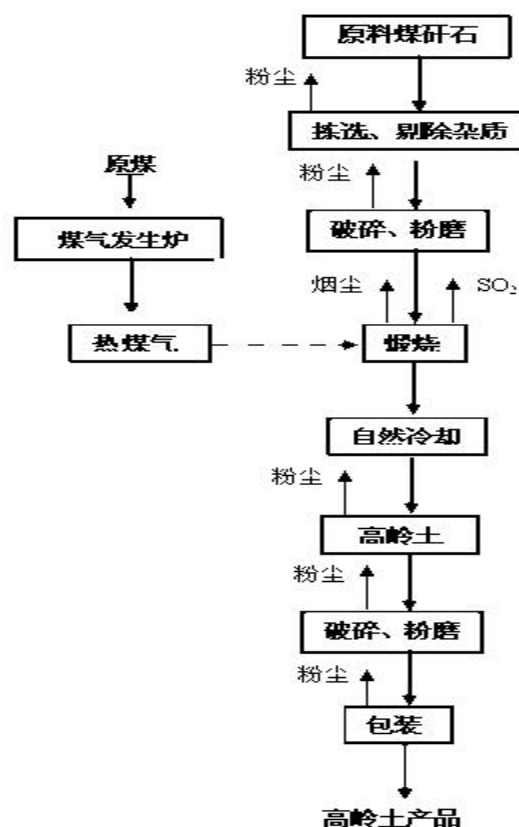 原料煤矸石
粉尘
拣选、剔除杂质
原煤
粉尘
煤气发生炉
破碎、粉磨
烟尘
SO₂
热煤气
煅烧
自然冷却
粉尘
高岭土
粉尘
破碎、粉磨
粉尘
包装
高岭土产品